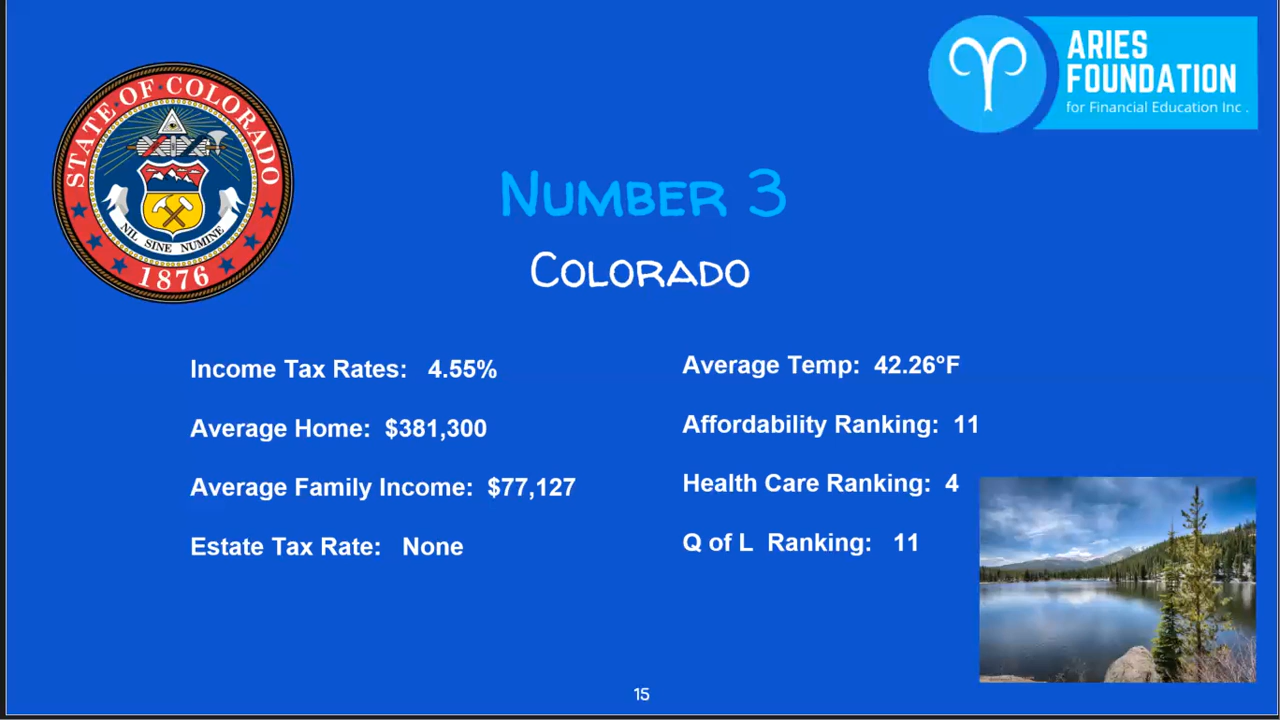 STATE OF COLORADO
NIL SINE NUMINE
1876
ARIES
FOUNDATION
for Financial Education Inc .
NUMBER 3
COLORADO
Income Tax Rates: 4.55%
Average Home: $381,300
Average Family Income: $77,127
Estate Tax Rate: None
Average Temp: 42.26°F
Affordability Ranking: 11
Health Care Ranking: 4
Q of L Ranking: 11
15